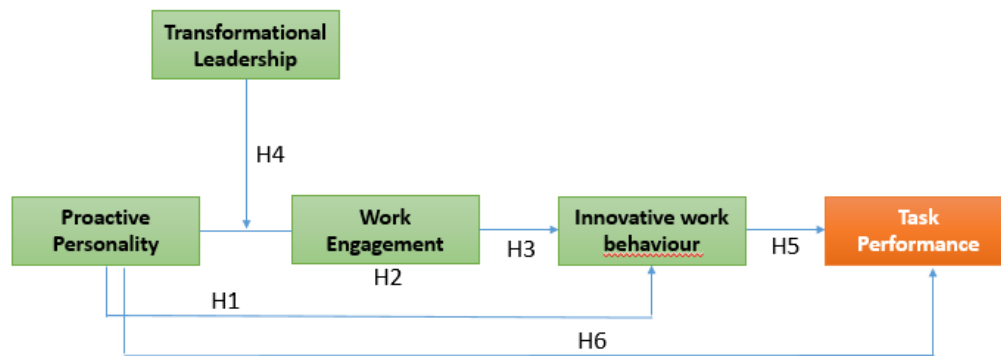 Transformational
Leadership
H4
Proactive
Personality
Work
Engagement
H3
Innovative work
behaviour
H5
Task
Performance
H2
H1
H6